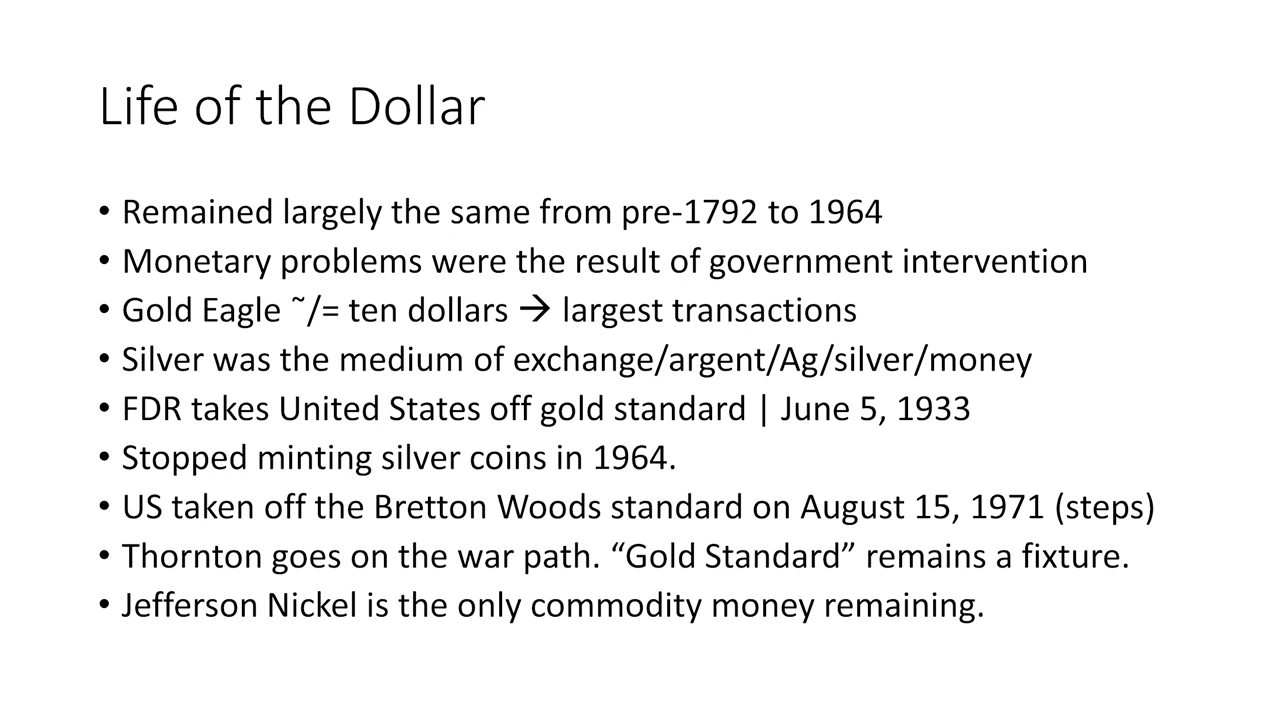 Life of the Dollar
• Remained largely the same from pre-1792 to 1964
• Monetary problems were the result of government intervention
• Gold Eagle ˜/= ten dollars → largest transactions
• Silver was the medium of exchange/argent/Ag/silver/money
• FDR takes United States off gold standard | June 5, 1933
• Stopped minting silver coins in 1964.
• US taken off the Bretton Woods standard on August 15, 1971 (steps)
• Thornton goes on the war path. “Gold Standard” remains a fixture.
• Jefferson Nickel is the only commodity money remaining.